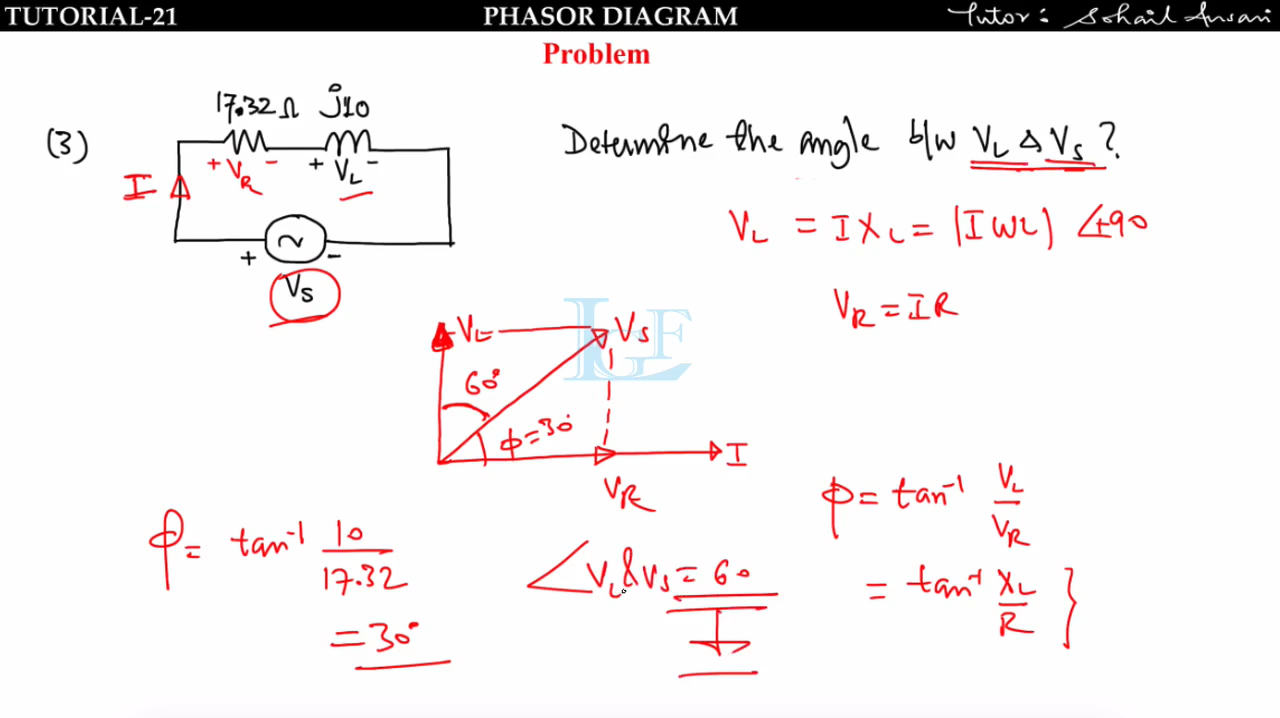 TUTORIAL-21
PHASOR DIAGRAM
Tutor: Sohail Ansari
Problem
(3)
17.32Ω j10
+ VR - + VL -
I
+ -
VS
Determine the angle b/w VL & VS?
VL = IXL = |IωL| ∠+90
VR = IR
LGF
VL VS
60°
ϕ=30°
I
VR
ϕ = tan⁻¹ VL/VR
= tan⁻¹ XL/R }
ϕ = tan⁻¹ 10/17.32
= 30°
∠VL & VS = 60